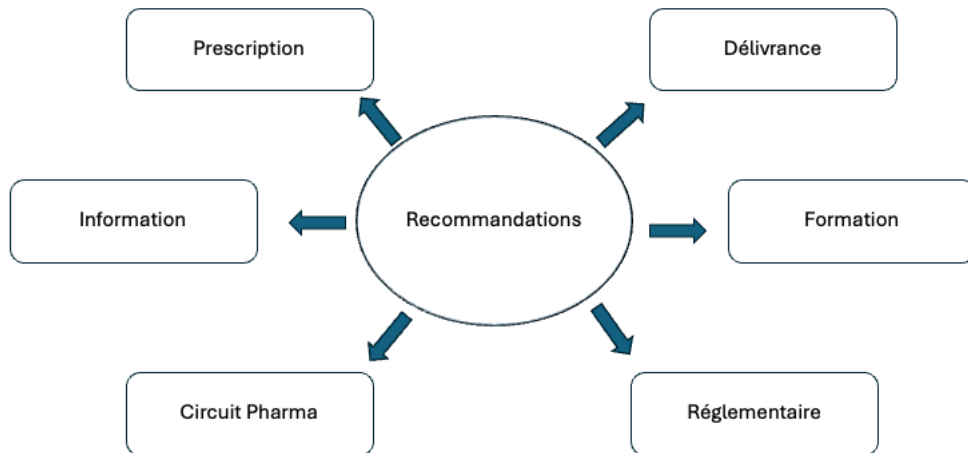 Prescription
Délivrance
Information
Recommandations
Formation
Circuit Pharma
Réglementaire